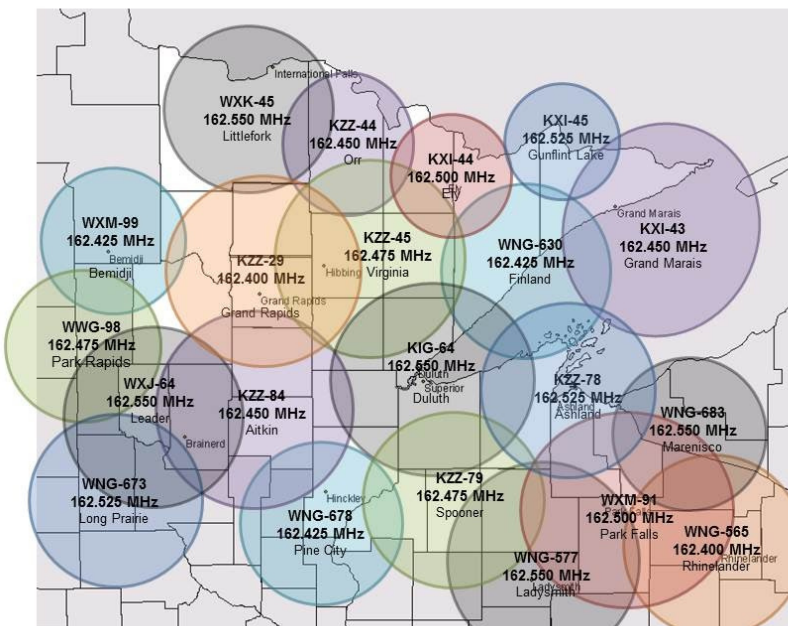 International Falls
WXK-45
162.550 MHz
Littlefork
KZZ-44
162.450 MHz
Orr
KXI-44
162.500 MHz
Ely
Ely
KXI-45
162.525 MHz
Gunflint Lake
Grand Marais
KXI-43
162.450 MHz
Grand Marais
WXM-99
162.425 MHz
Bemidji
Bemidji
KZZ-29
162.400 MHz
Grand Rapids
Grand Rapids
KZZ-45
162.475 MHz
Hibbing
Virginia
WNG-630
162.425 MHz
Finland
WWG-98
162.475 MHz
Park Rapids
WXJ-64
162.550 MHz
Leader
Brainerd
KZZ-84
162.450 MHz
Aitkin
KIG-64
162.550 MHz
Duluth
Superior
Duluth
KZZ-78
162.525 MHz
Ashland
Ashland
WNG-683
162.550 MHz
Marenisco
WNG-673
162.525 MHz
Long Prairie
Hinckley
WNG-678
162.425 MHz
Pine City
KZZ-79
162.475 MHz
Spooner
WXM-91
162.500 MHz
Park Falls
Park Falls
WNG-565
162.400 MHz
Rhinelander
Rhinelander
WNG-577
162.550 MHz
Ladysmith
Ladysmith